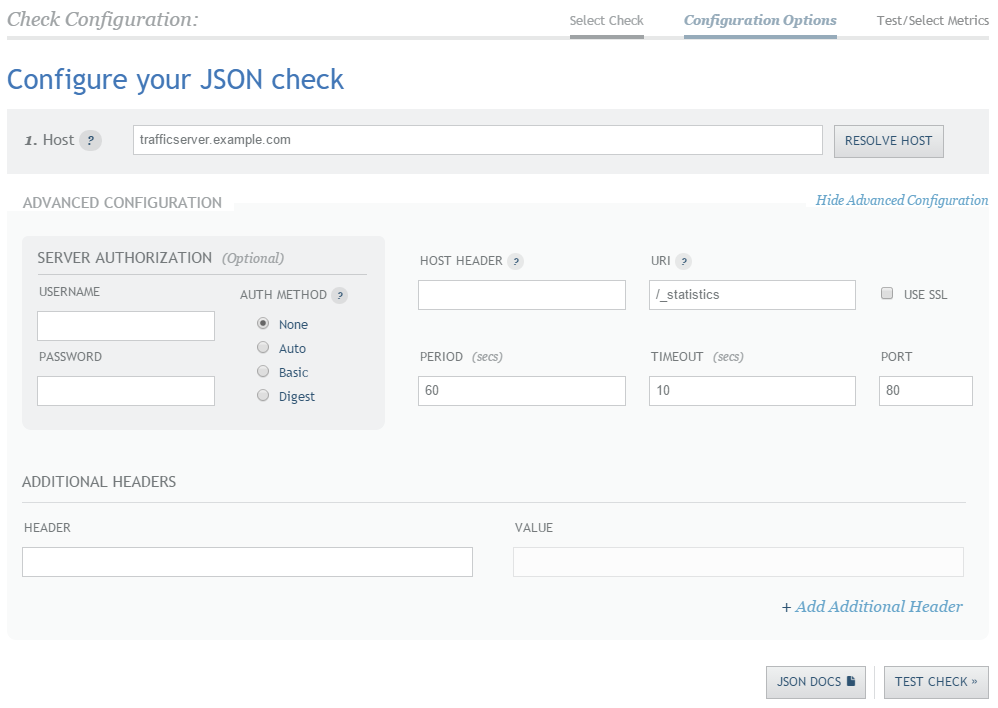 Check Configuration: Select Check Configuration Options Test/Select Metrics
Configure your JSON check
1. Host ? trafficserver.example.com RESOLVE HOST
ADVANCED CONFIGURATION Hide Advanced Configuration
SERVER AUTHORIZATION (Optional)
USERNAME
PASSWORD
AUTH METHOD ?
None
Auto
Basic
Digest
HOST HEADER ? URI ?
/_statistics USE SSL
PERIOD (secs) TIMEOUT (secs) PORT
60 10 80
ADDITIONAL HEADERS
HEADER VALUE
+ Add Additional Header
JSON DOCS TEST CHECK »